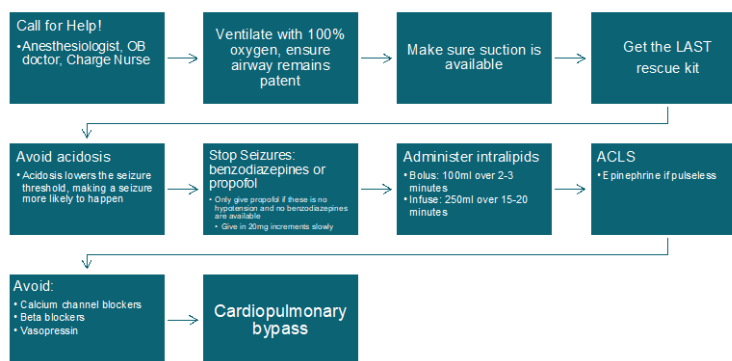 Call for Help!
• Anesthesiologist, OB
doctor, Charge Nurse
Ventilate with 100%
oxygen, ensure
airway remains
patent
Make sure suction is
available
Get the LAST
rescue kit
Avoid acidosis
• Acidosis lowers the seizure
threshold, making a seizure
more likely to happen
Stop Seizures:
benzodiazepines or
propofol
• Only give propofol if these is no
hypotension and no benzodiazepines
are available
• Give in 20mg increments slowly
Administer intralipids
• Bolus: 100ml over 2-3
minutes
• Infuse: 250ml over 15-20
minutes
ACLS
• Epinephrine if pulseless
Avoid:
• Calcium channel blockers
• Beta blockers
• Vasopressin
Cardiopulmonary
bypass